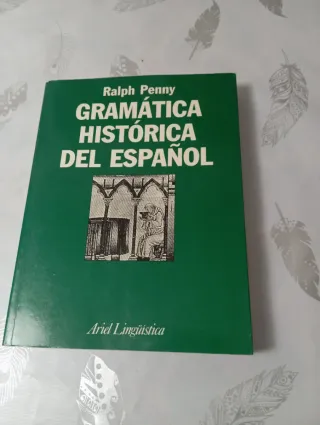 Ralph Penny
GRAMÁTICA
HISTÓRICA
DEL ESPAÑOL
Ariel Lingüística